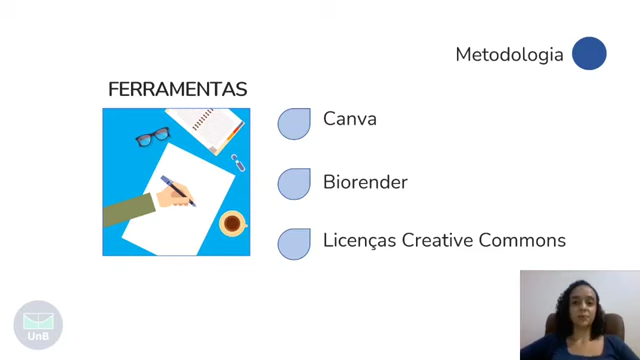 Metodologia
FERRAMENTAS
Canva
Biorender
Licenças Creative Commons
UnB